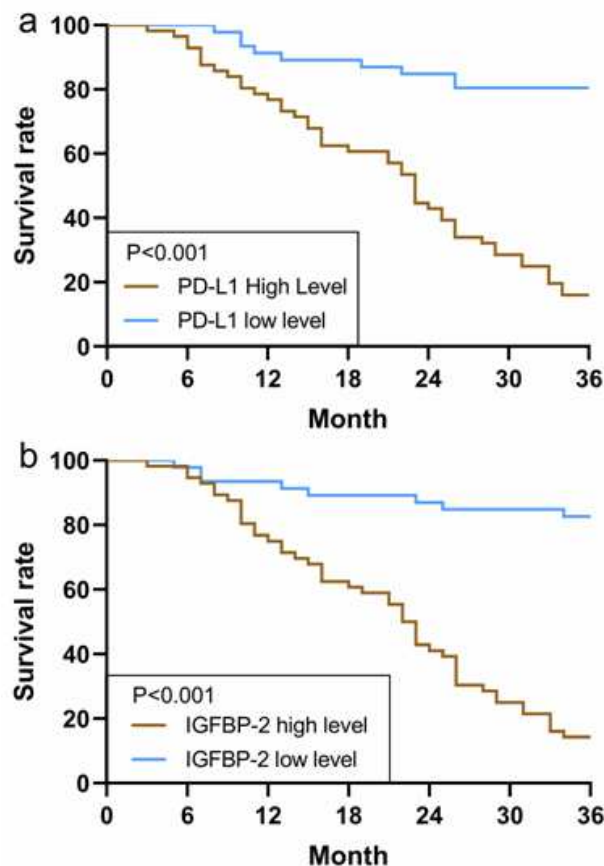 a
100
80
60
40
20
0
Survival rate
P<0.001
PD-L1 High Level
PD-L1 low level
0 6 12 18 24 30 36
Month
b
100
80
60
40
20
0
Survival rate
P<0.001
IGFBP-2 high level
IGFBP-2 low level
0 6 12 18 24 30 36
Month